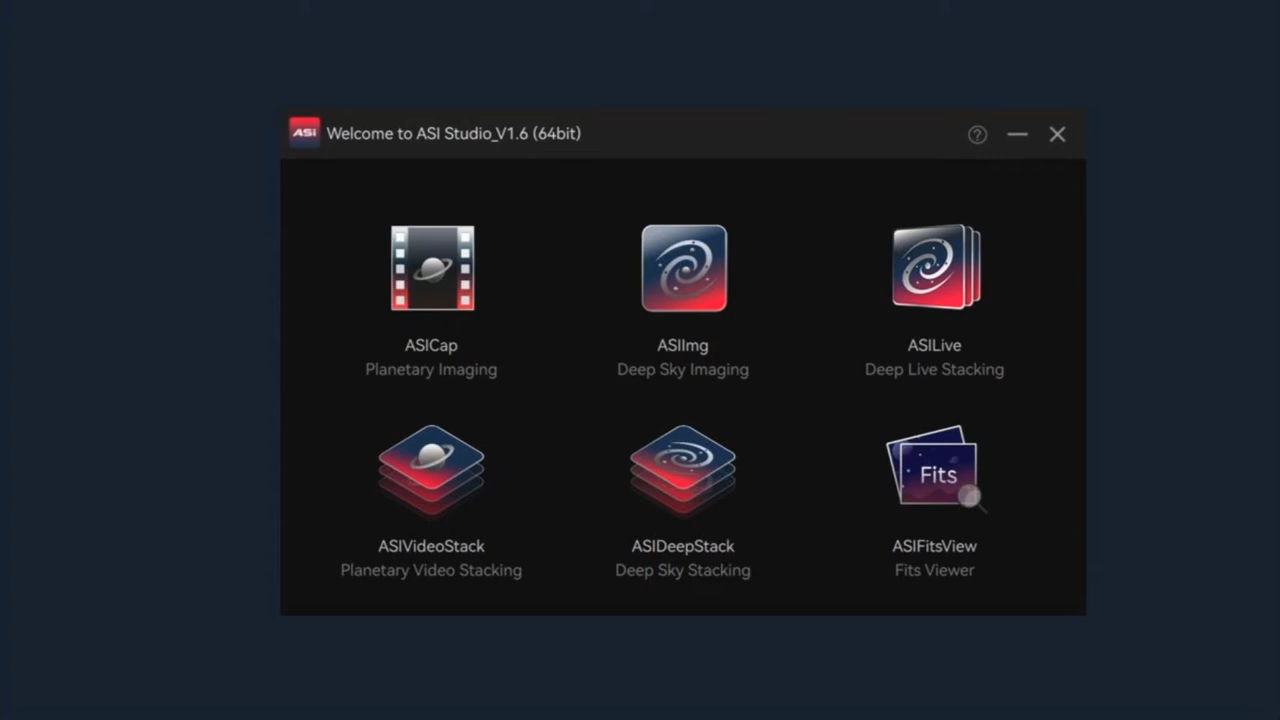 ASI Welcome to ASI Studio_V1.6 (64bit) ?
ASICap
Planetary Imaging
ASIImg
Deep Sky Imaging
ASILive
Deep Live Stacking
ASIVideoStack
Planetary Video Stacking
ASIDeepStack
Deep Sky Stacking
Fits
ASIFitsView
Fits Viewer